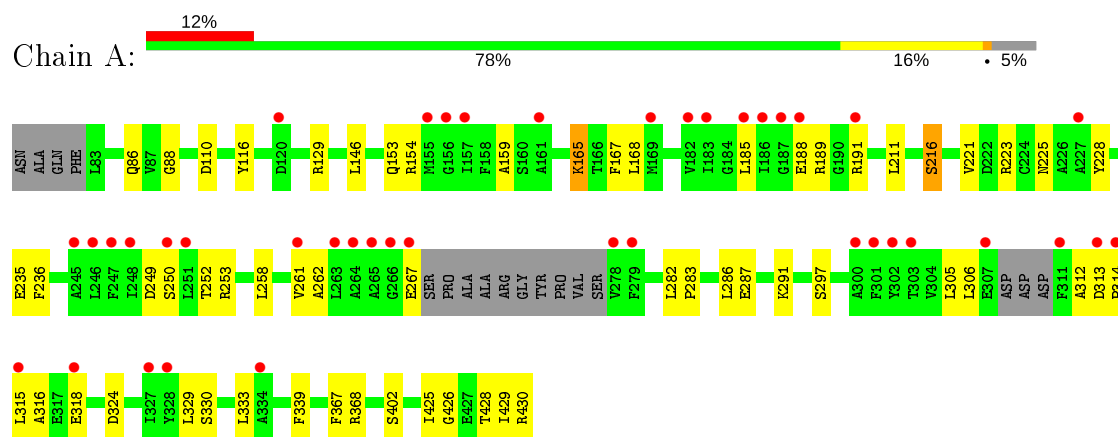 12%
Chain A:
78% 16% • 5%
ASN ALA GLN PHE L83 Q86 V87 G88 D110 Y116 D120 R129 L146 Q153 R154 M155 G156 I157 F158 A159 S160 A161 K165 T166 F167 L168 M169 V182 I183 G184 L185 I186 G187 E188 R189 G190 R191 L211 S216 V221 D222 R223 C224 N225 A226 A227 Y228
E235 F236 A245 L246 F247 I248 D249 S250 L251 T252 R253 L258 V261 A262 L263 A264 A265 G266 E267 SER PRO ALA ALA ARG GLY TYR PRO VAL SER V278 F279 L282 P283 L286 E287 K291 S297 A300 F301 Y302 T303 V304 L305 L306 E307 ASP ASP ASP F311 A312 D313
L315 A316 E317 E318 D324 I327 Y328 L329 S330 L333 A334 F339 F367 R368 S402 I425 G426 E427 T428 I429 R430